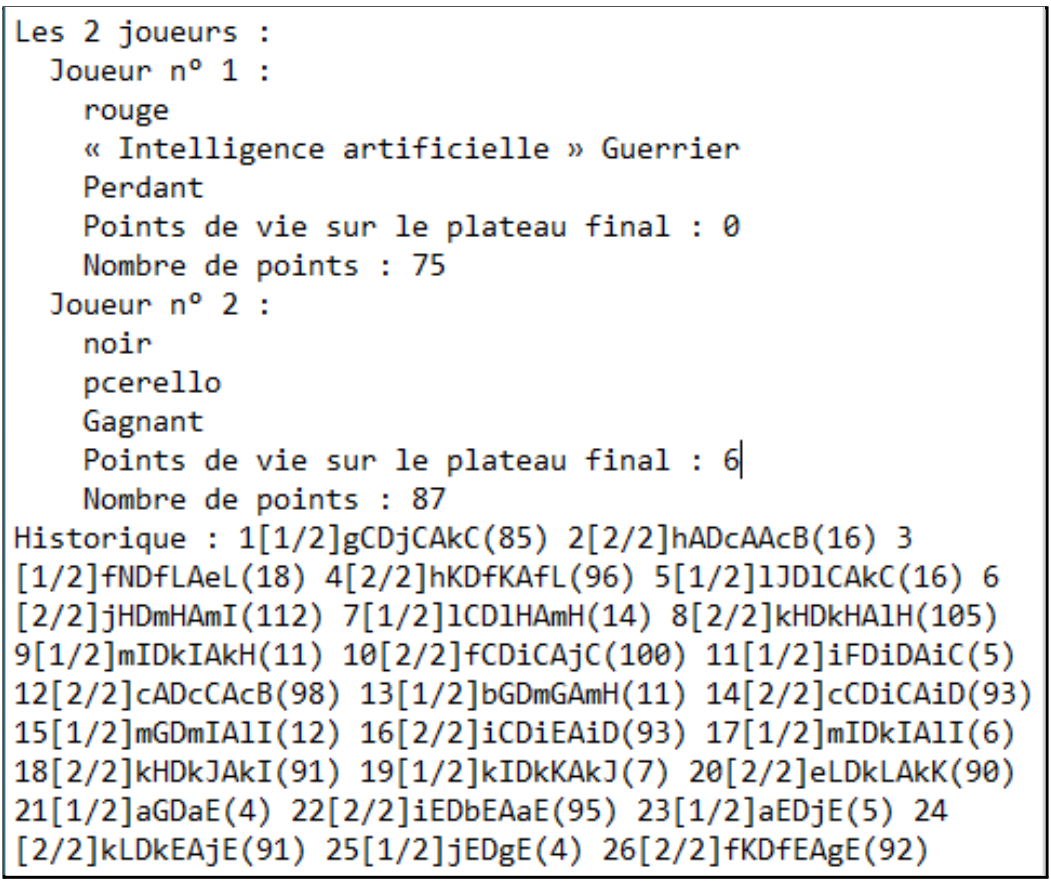 Les 2 joueurs :
Joueur nº 1 :
rouge
« Intelligence artificielle » Guerrier
Perdant
Points de vie sur le plateau final : 0
Nombre de points : 75
Joueur nº 2 :
noir
pcerello
Gagnant
Points de vie sur le plateau final : 6
Nombre de points : 87
Historique : 1[1/2]gCDjCAkC(85) 2[2/2]hADcAAcB(16) 3
[1/2]fNDfLAeL(18) 4[2/2]hKDfKAfL(96) 5[1/2]lJDlCAkC(16) 6
[2/2]jHDmHAmI(112) 7[1/2]lCDlHAmH(14) 8[2/2]kHDkHAlH(105)
9[1/2]mIDkIAkH(11) 10[2/2]fCDiCAjC(100) 11[1/2]iFDiDAiC(5)
12[2/2]cADcCAcB(98) 13[1/2]bGDmGAmH(11) 14[2/2]cCDiCAiD(93)
15[1/2]mGDmIAlI(12) 16[2/2]iCDiEAiD(93) 17[1/2]mIDkIAlI(6)
18[2/2]kHDkJAkI(91) 19[1/2]kIDkKAkJ(7) 20[2/2]eLDkLAkK(90)
21[1/2]aGDaE(4) 22[2/2]iEDbEAaE(95) 23[1/2]aEDjE(5) 24
[2/2]kLDkEAjE(91) 25[1/2]jEDgE(4) 26[2/2]fKDfEAgE(92)